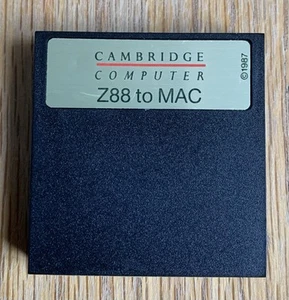 CAMBRIDGE
COMPUTER
Z88 to MAC
©1987